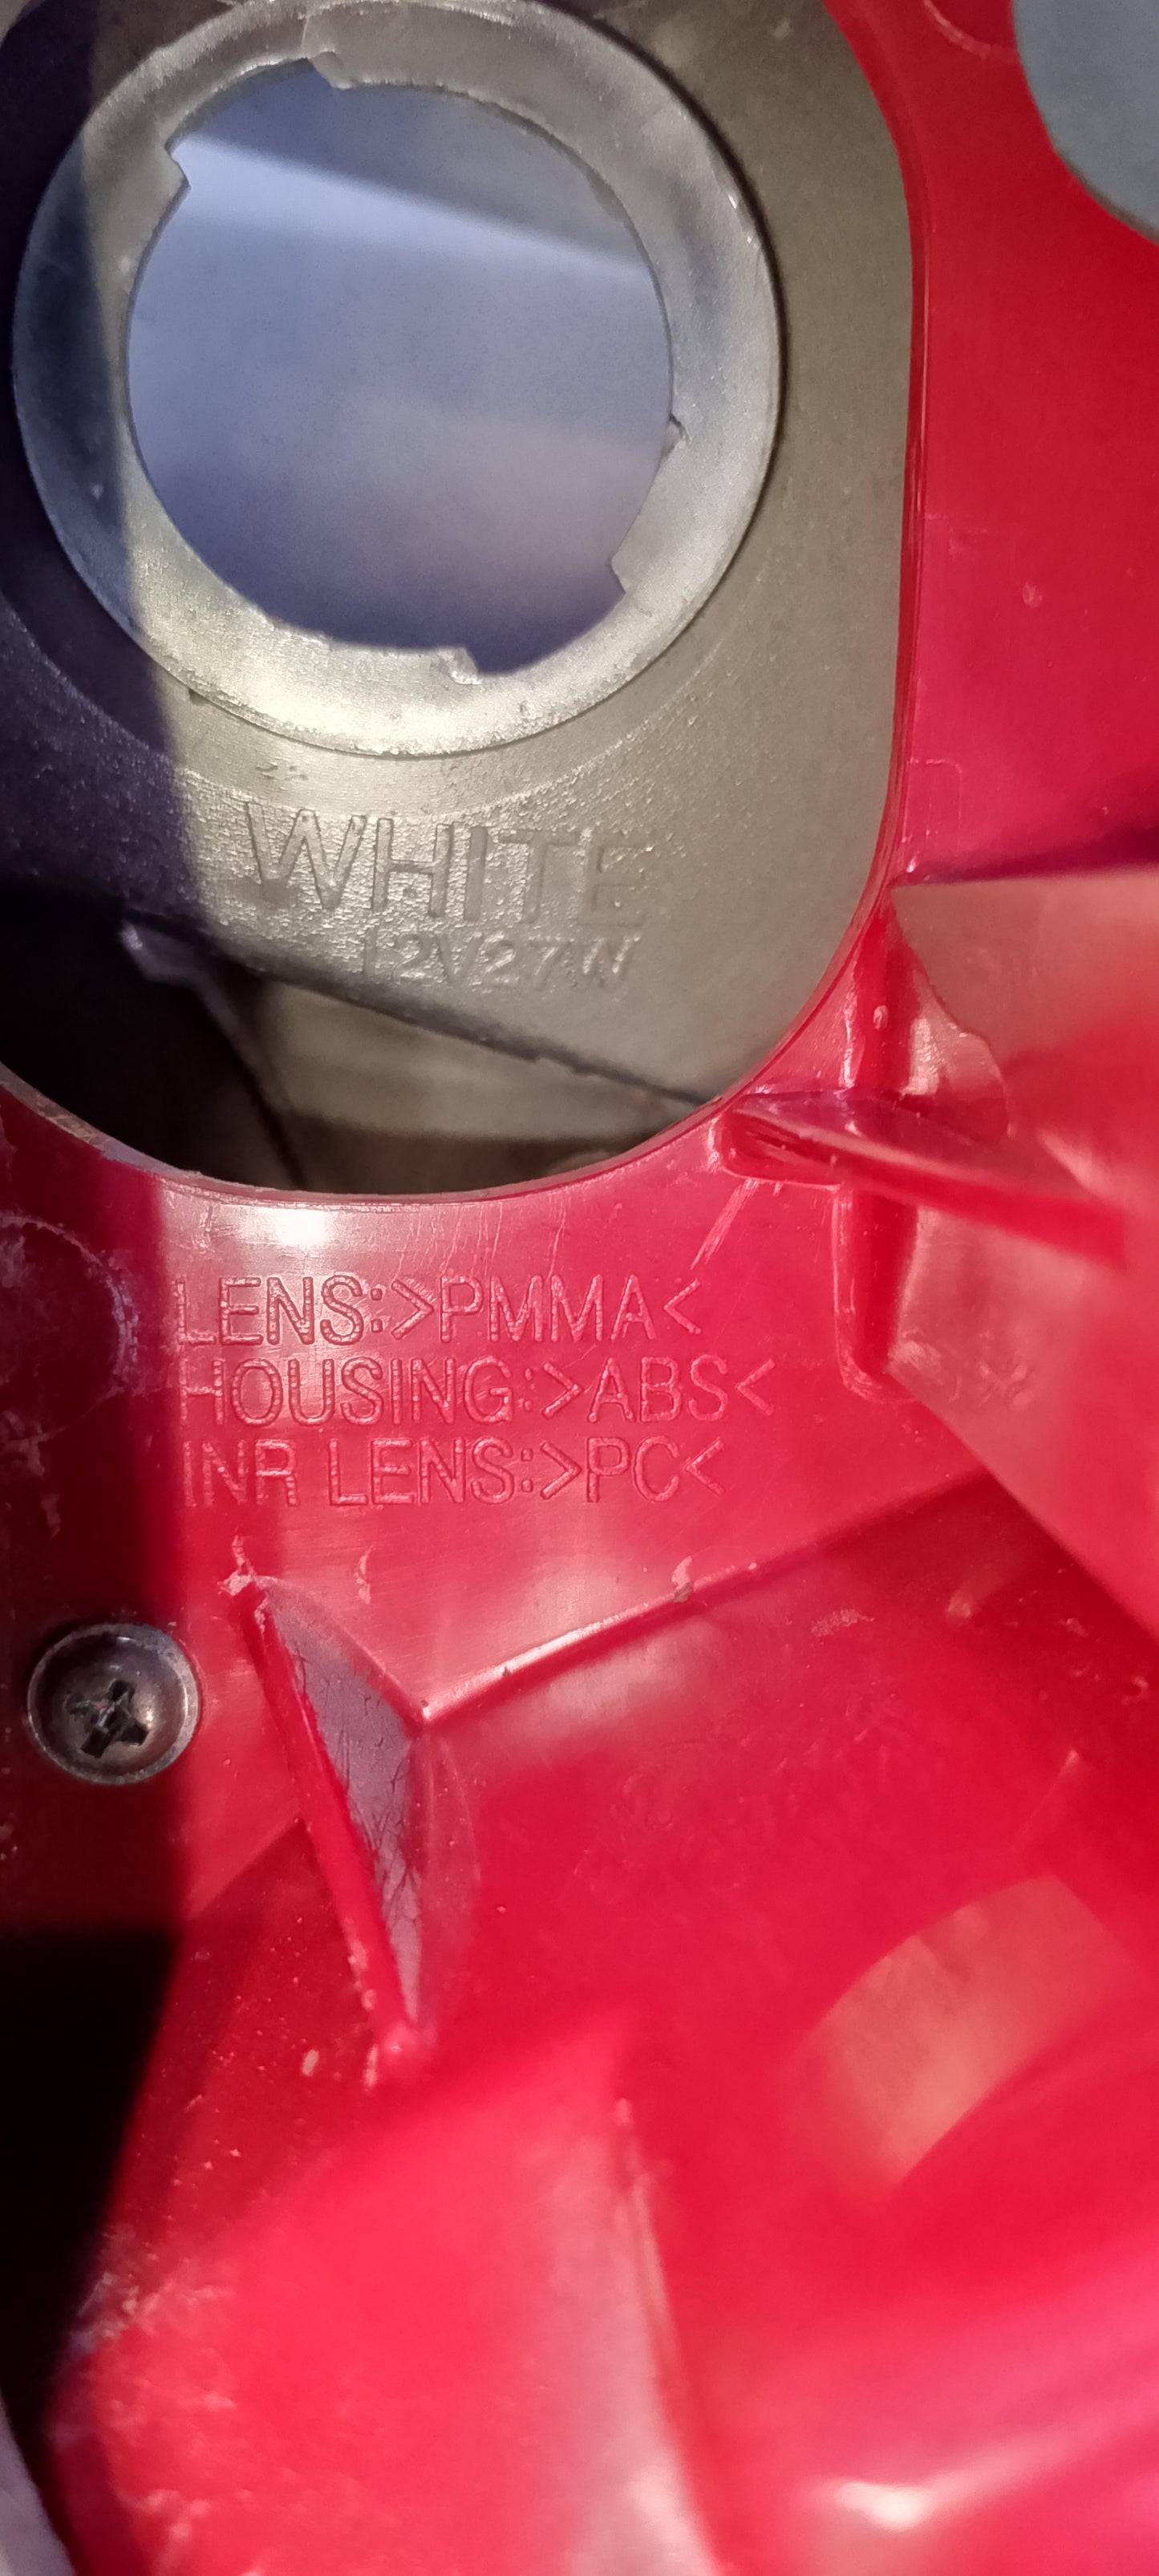 WHITE
12V27W
LENS:>PMMA<
HOUSING:>ABS<
INR LENS:>PC<